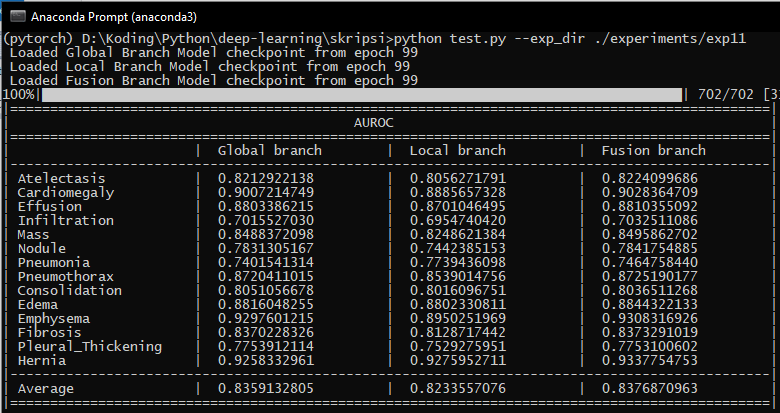 Anaconda Prompt (anaconda3)
(pytorch) D:\Koding\Python\deep-learning\skripsi>python test.py --exp_dir ./experiments/exp11
Loaded Global Branch Model checkpoint from epoch 99
Loaded Local Branch Model checkpoint from epoch 99
Loaded Fusion Branch Model checkpoint from epoch 99
100%| | 702/702 [
AUROC
| Global branch | Local branch | Fusion branch |
Atelectasis | 0.8212922138 | 0.8056271791 | 0.8224099686
Cardiomegaly | 0.9007214749 | 0.8885657328 | 0.9028364709
Effusion | 0.8803386215 | 0.8701046495 | 0.8810355092
Infiltration | 0.7015527030 | 0.6954740420 | 0.7032511086
Mass | 0.8488372098 | 0.8248621384 | 0.8495862702
Nodule | 0.7831305167 | 0.7442385153 | 0.7841754885
Pneumonia | 0.7401541314 | 0.7739436098 | 0.7464758440
Pneumothorax | 0.8720411015 | 0.8539014756 | 0.8725190177
Consolidation | 0.8051056678 | 0.8016096751 | 0.8036511268
Edema | 0.8816048255 | 0.8802330811 | 0.8844322133
Emphysema | 0.9297601215 | 0.8950251969 | 0.9308316926
Fibrosis | 0.8370228326 | 0.8128717442 | 0.8373291019
Pleural_Thickening | 0.7753912114 | 0.7529275951 | 0.7753100602
Hernia | 0.9258332961 | 0.9275952711 | 0.9337754753
Average | 0.8359132805 | 0.8233557076 | 0.8376870963